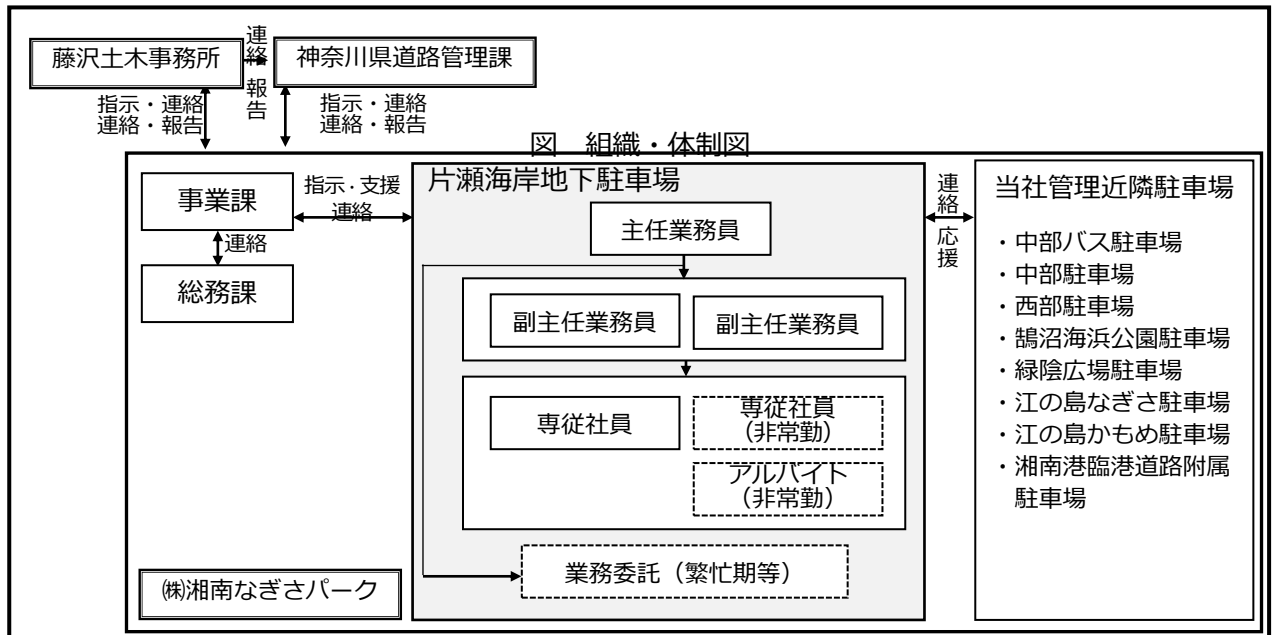 藤沢土木事務所
連絡・報告
神奈川県道路管理課
指示・連絡
連絡・報告
指示・連絡
連絡・報告
図 組織・体制図
事業課
連絡
総務課
指示・支援
連絡
片瀬海岸地下駐車場
主任業務員
副主任業務員
副主任業務員
専従社員
専従社員
(非常勤)
アルバイト
(非常勤)
業務委託（繁忙期等）
㈱湘南なぎさパーク
連絡・応援
当社管理近隣駐車場
・中部バス駐車場
・中部駐車場
・西部駐車場
・鵠沼海浜公園駐車場
・緑陰広場駐車場
・江の島なぎさ駐車場
・江の島かもめ駐車場
・湘南港臨港道路附属
駐車場